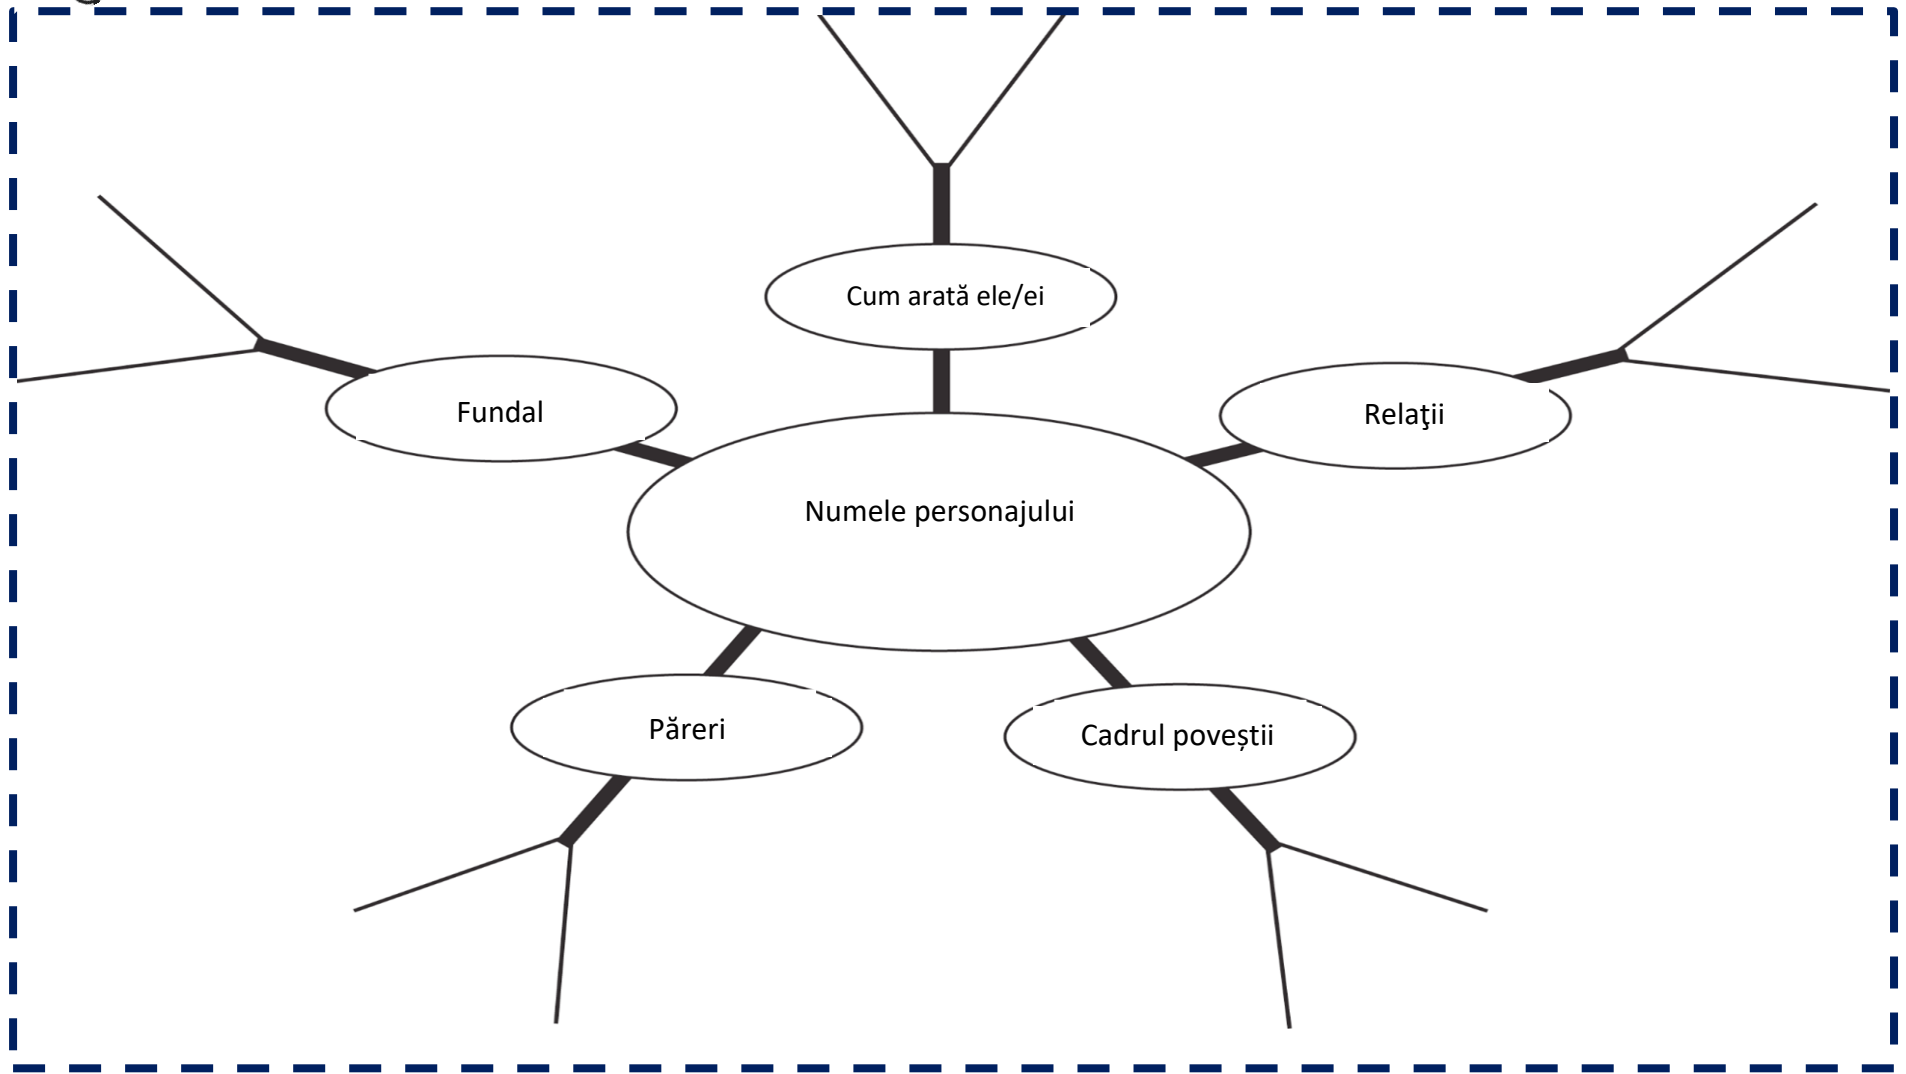 Cum arată ele/ei
Fundal
Relaţii
Numele personajului
Păreri
Cadrul poveștii